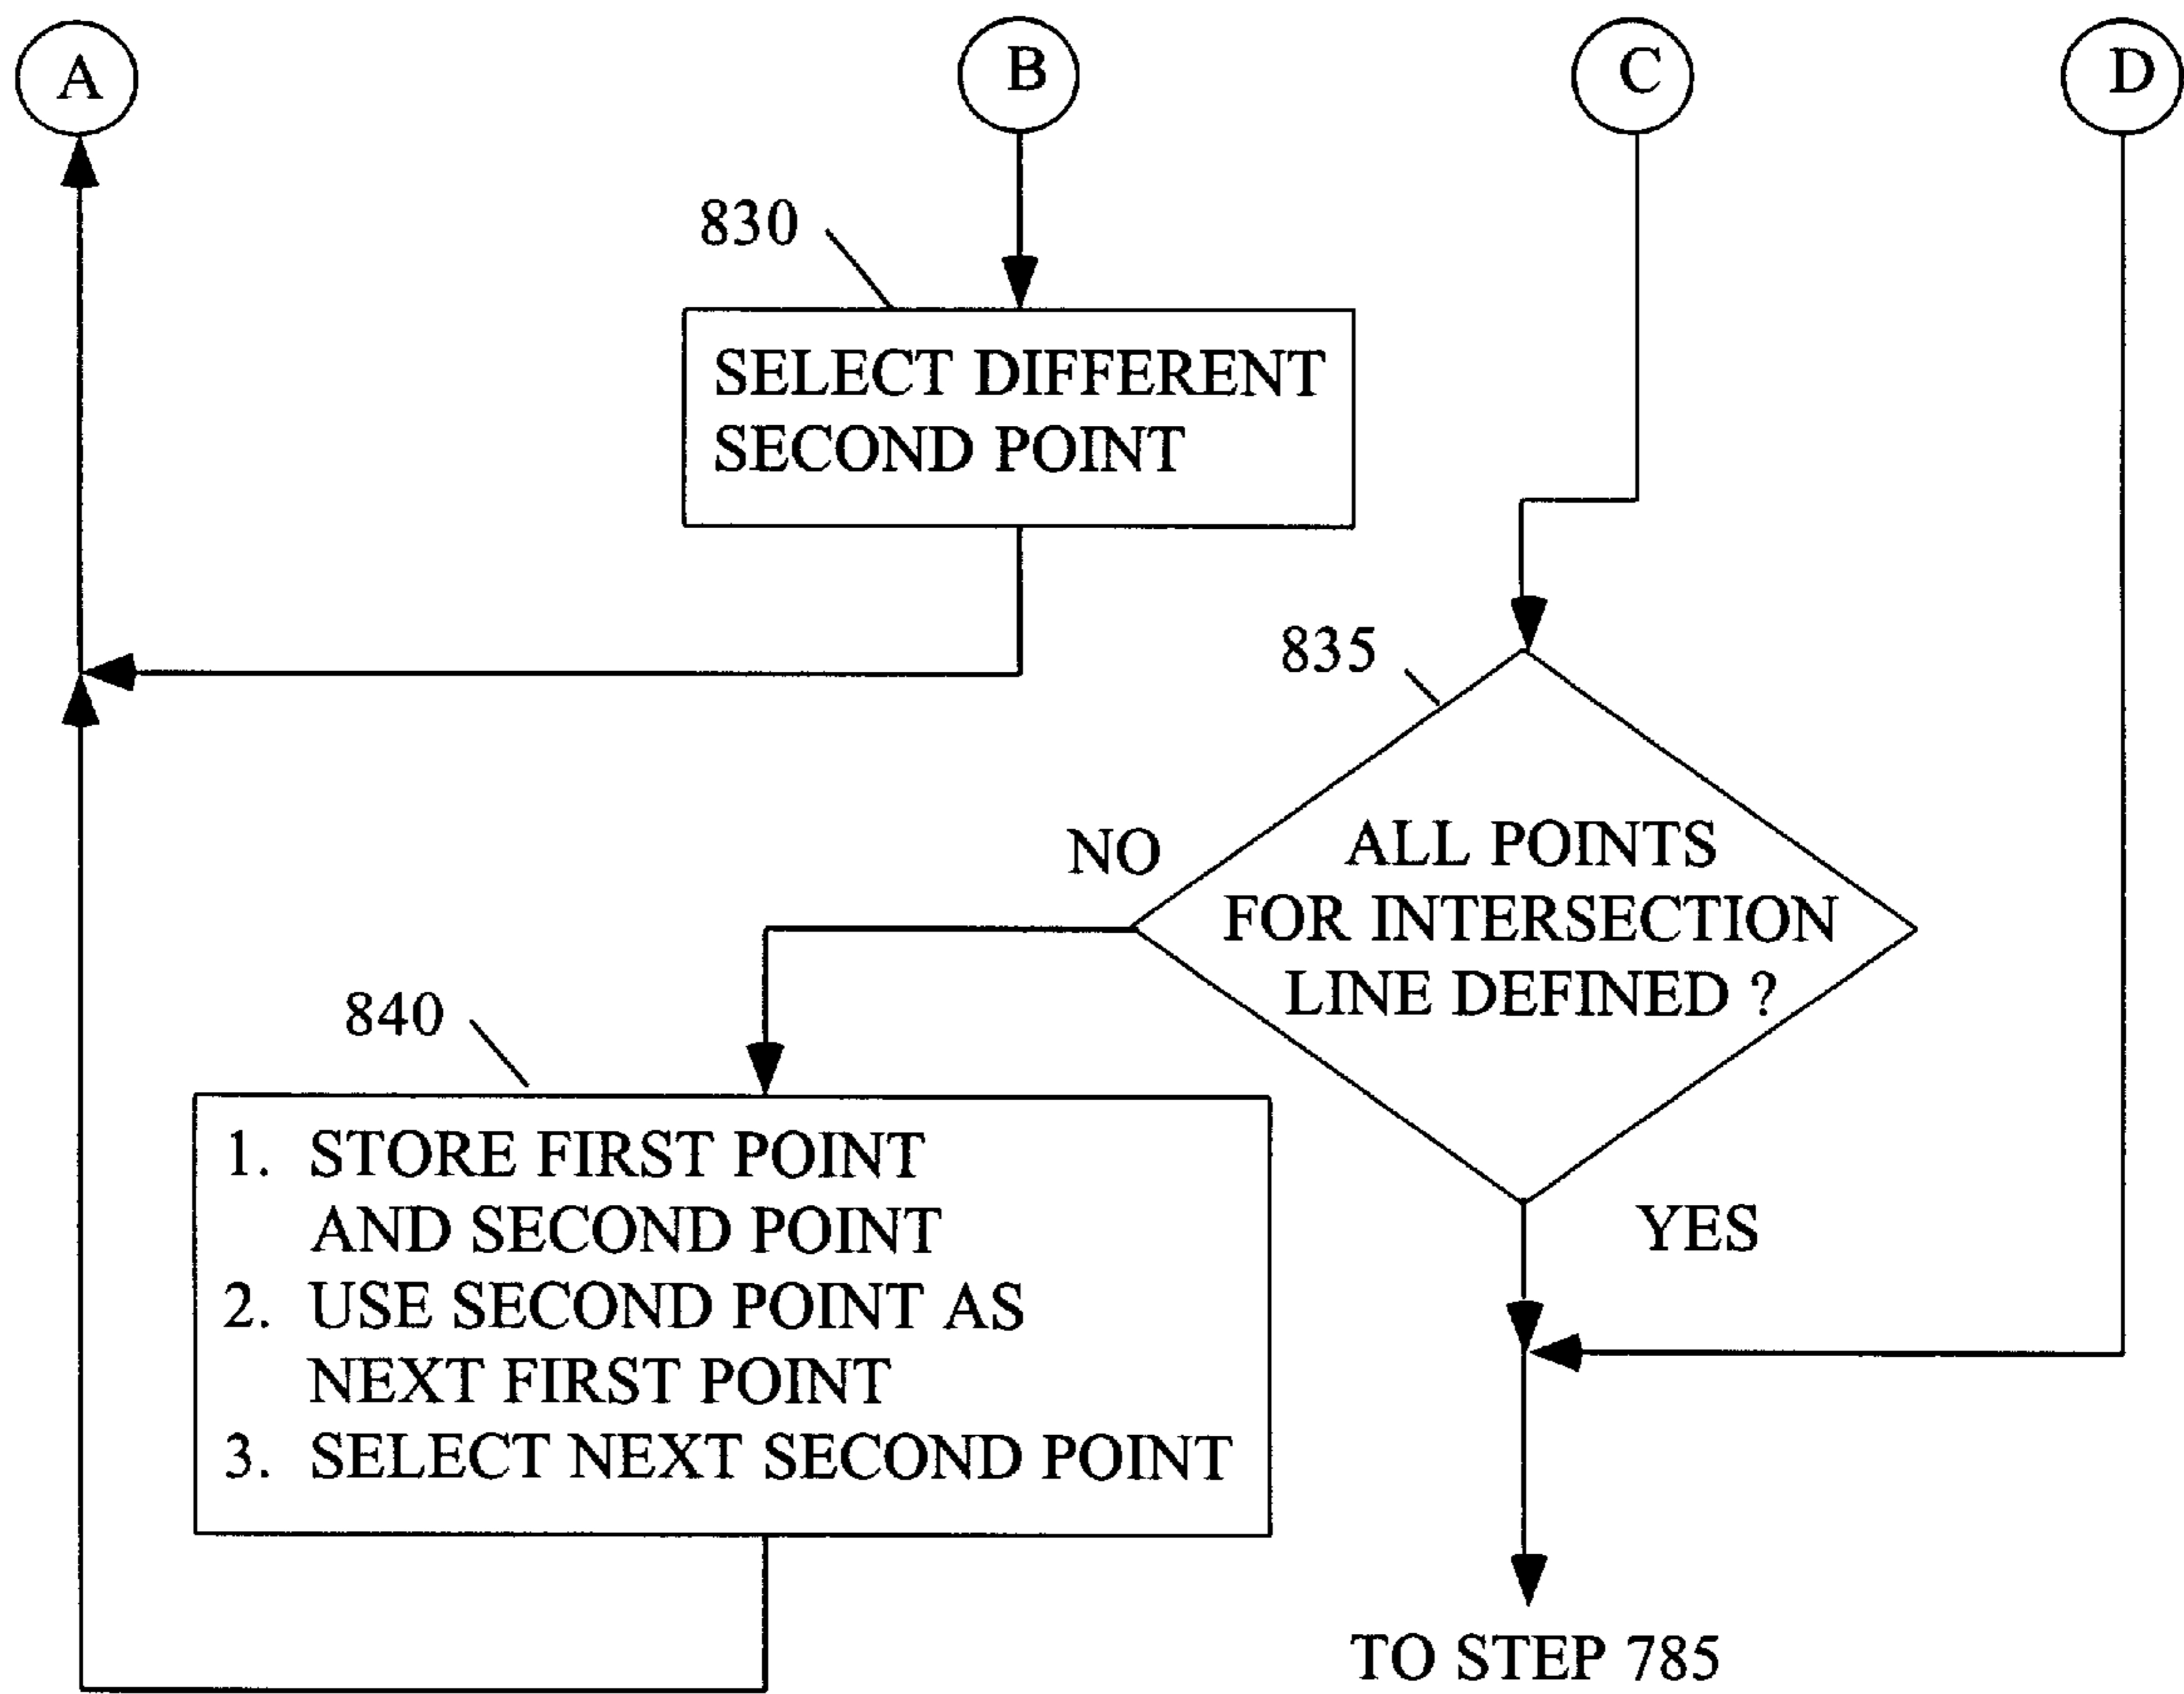 A
B
C
D
830
SELECT DIFFERENT
SECOND POINT
835
NO
ALL POINTS
FOR INTERSECTION
LINE DEFINED ?
840
1. STORE FIRST POINT
AND SECOND POINT
2. USE SECOND POINT AS
NEXT FIRST POINT
3. SELECT NEXT SECOND POINT
YES
TO STEP 785